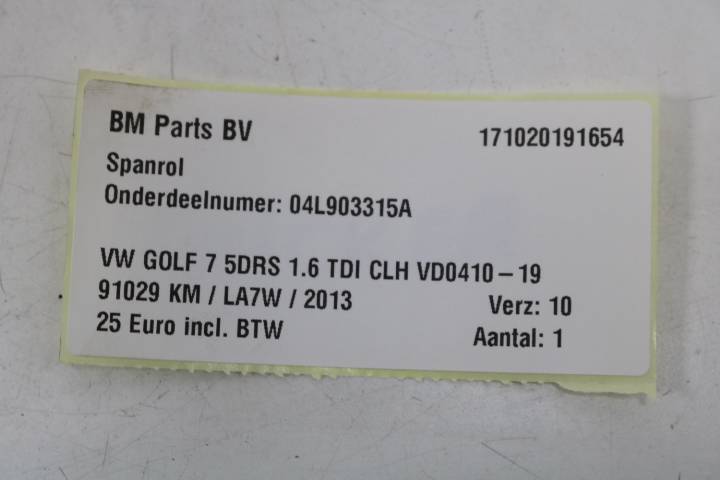 BM Parts BV 171020191654
Spanrol
Onderdeelnumer: 04L903315A
VW GOLF 7 5DRS 1.6 TDI CLH VD0410-19
91029 KM / LA7W / 2013 Verz: 10
25 Euro incl. BTW Aantal: 1